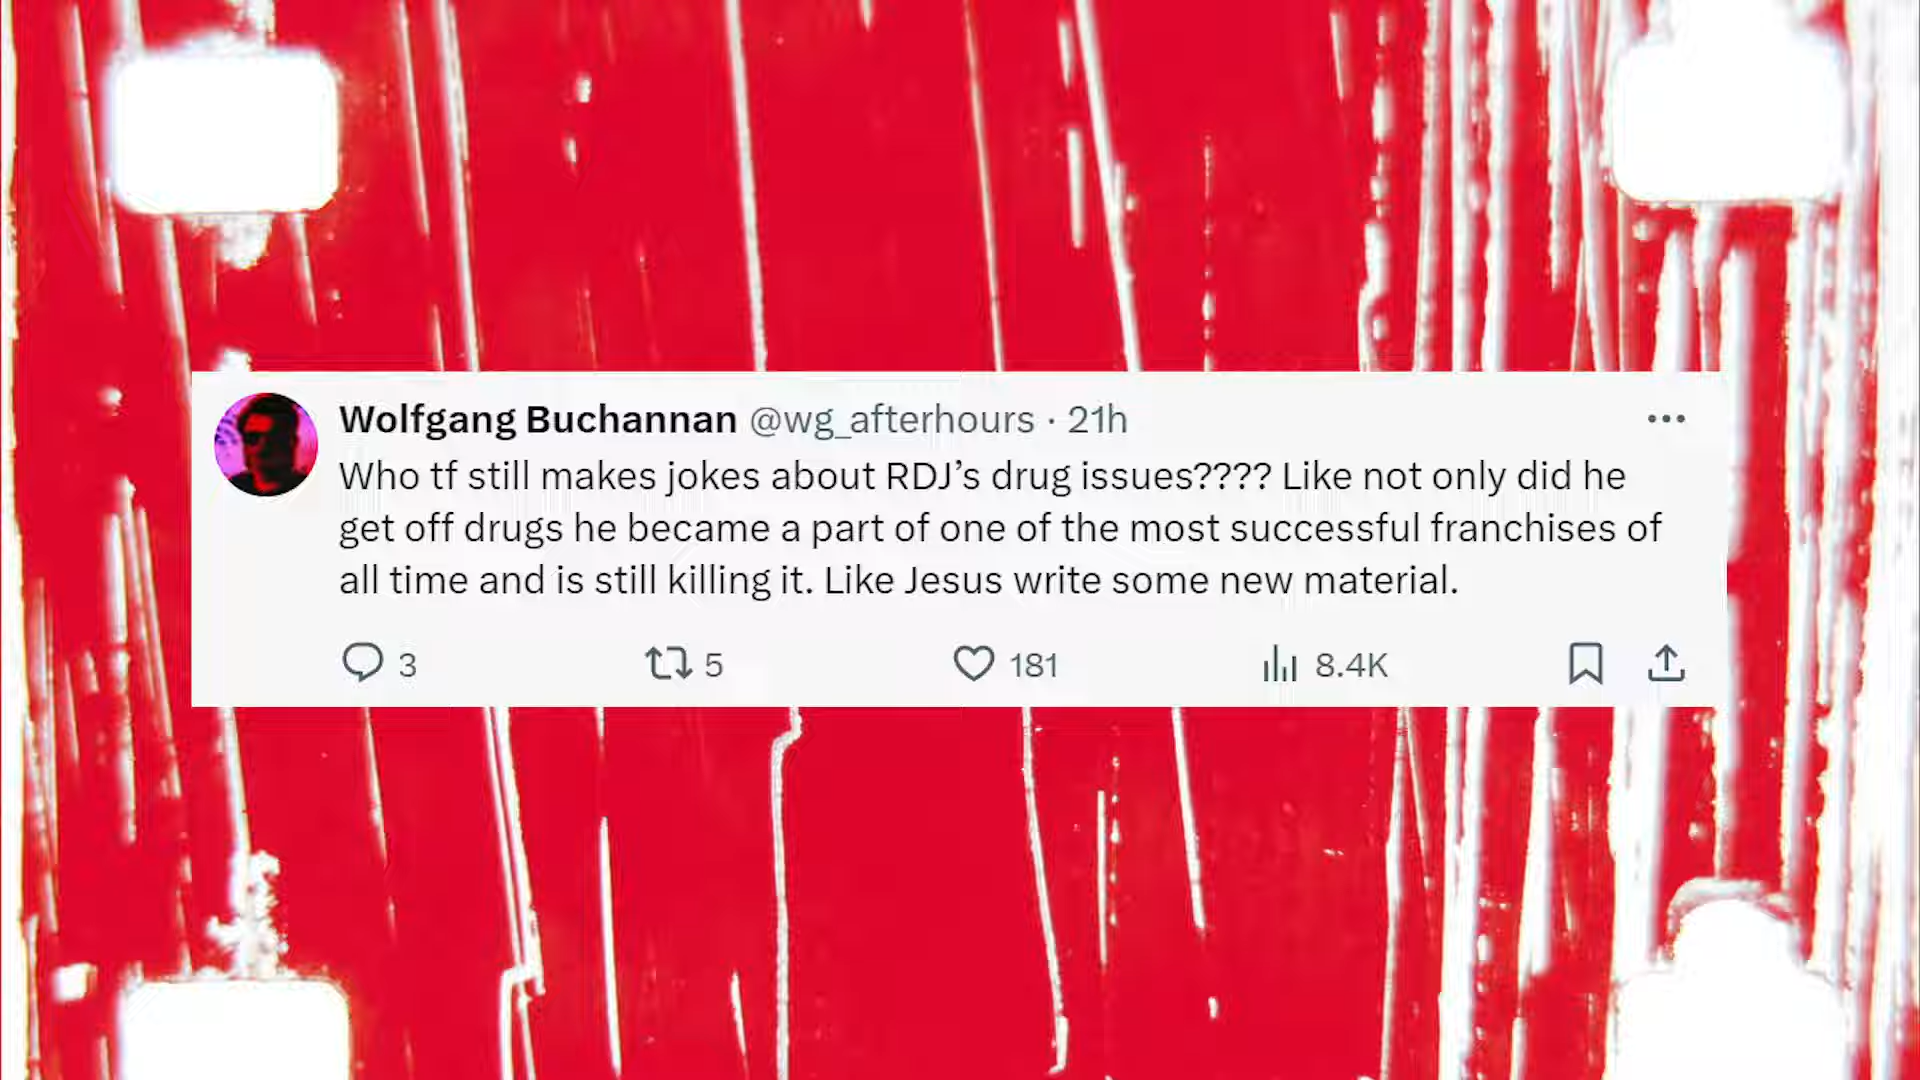 Wolfgang Buchannan @wg_afterhours · 21h
Who tf still makes jokes about RDJ’s drug issues???? Like not only did he
get off drugs he became a part of one of the most successful franchises of
all time and is still killing it. Like Jesus write some new material.
3 5 181 8.4K